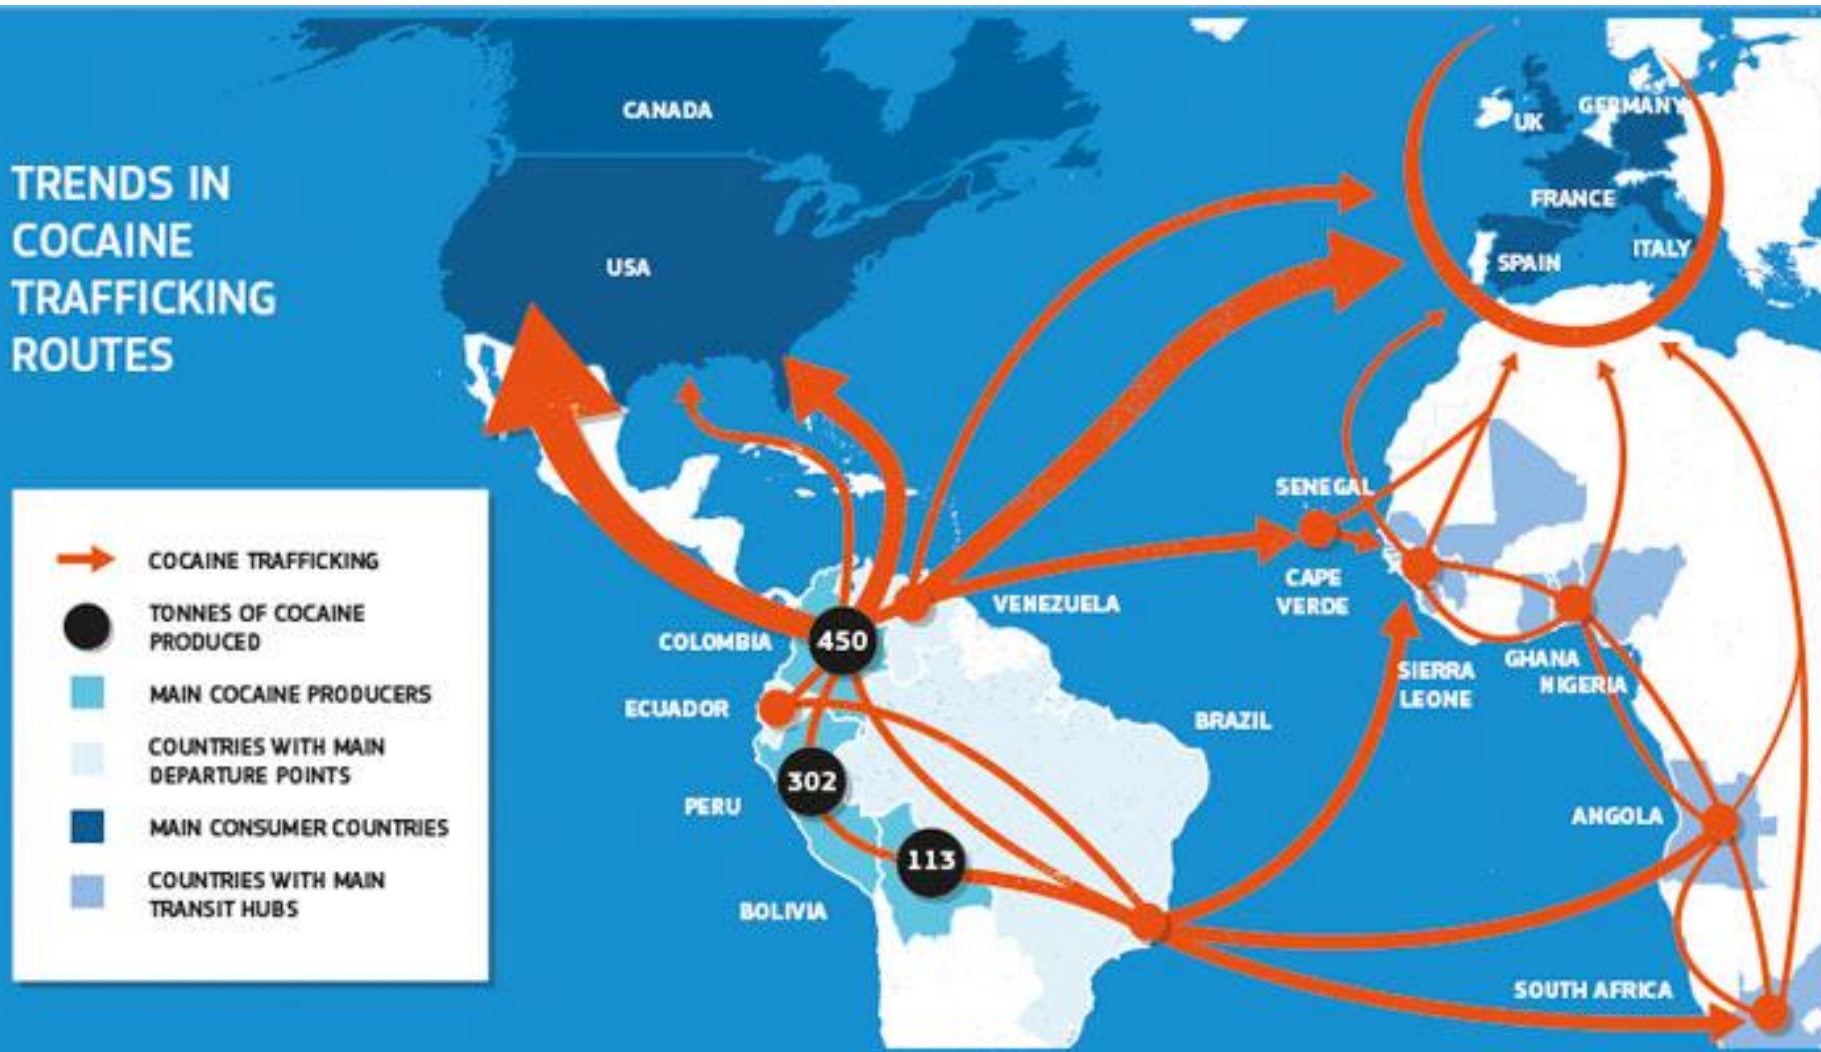 TRENDS IN
COCAINE
TRAFFICKING
ROUTES
COCAINE TRAFFICKING
TONNES OF COCAINE
PRODUCED
MAIN COCAINE PRODUCERS
COUNTRIES WITH MAIN
DEPARTURE POINTS
MAIN CONSUMER COUNTRIES
COUNTRIES WITH MAIN
TRANSIT HUBS
CANADA
USA
UK
GERMANY
FRANCE
SPAIN
ITALY
SENEGAL
CAPE
VERDE
VENEZUELA
COLOMBIA
450
ECUADOR
302
PERU
113
BOLIVIA
BRAZIL
SIERRA
LEONE
GHANA
NIGERIA
ANGOLA
SOUTH AFRICA